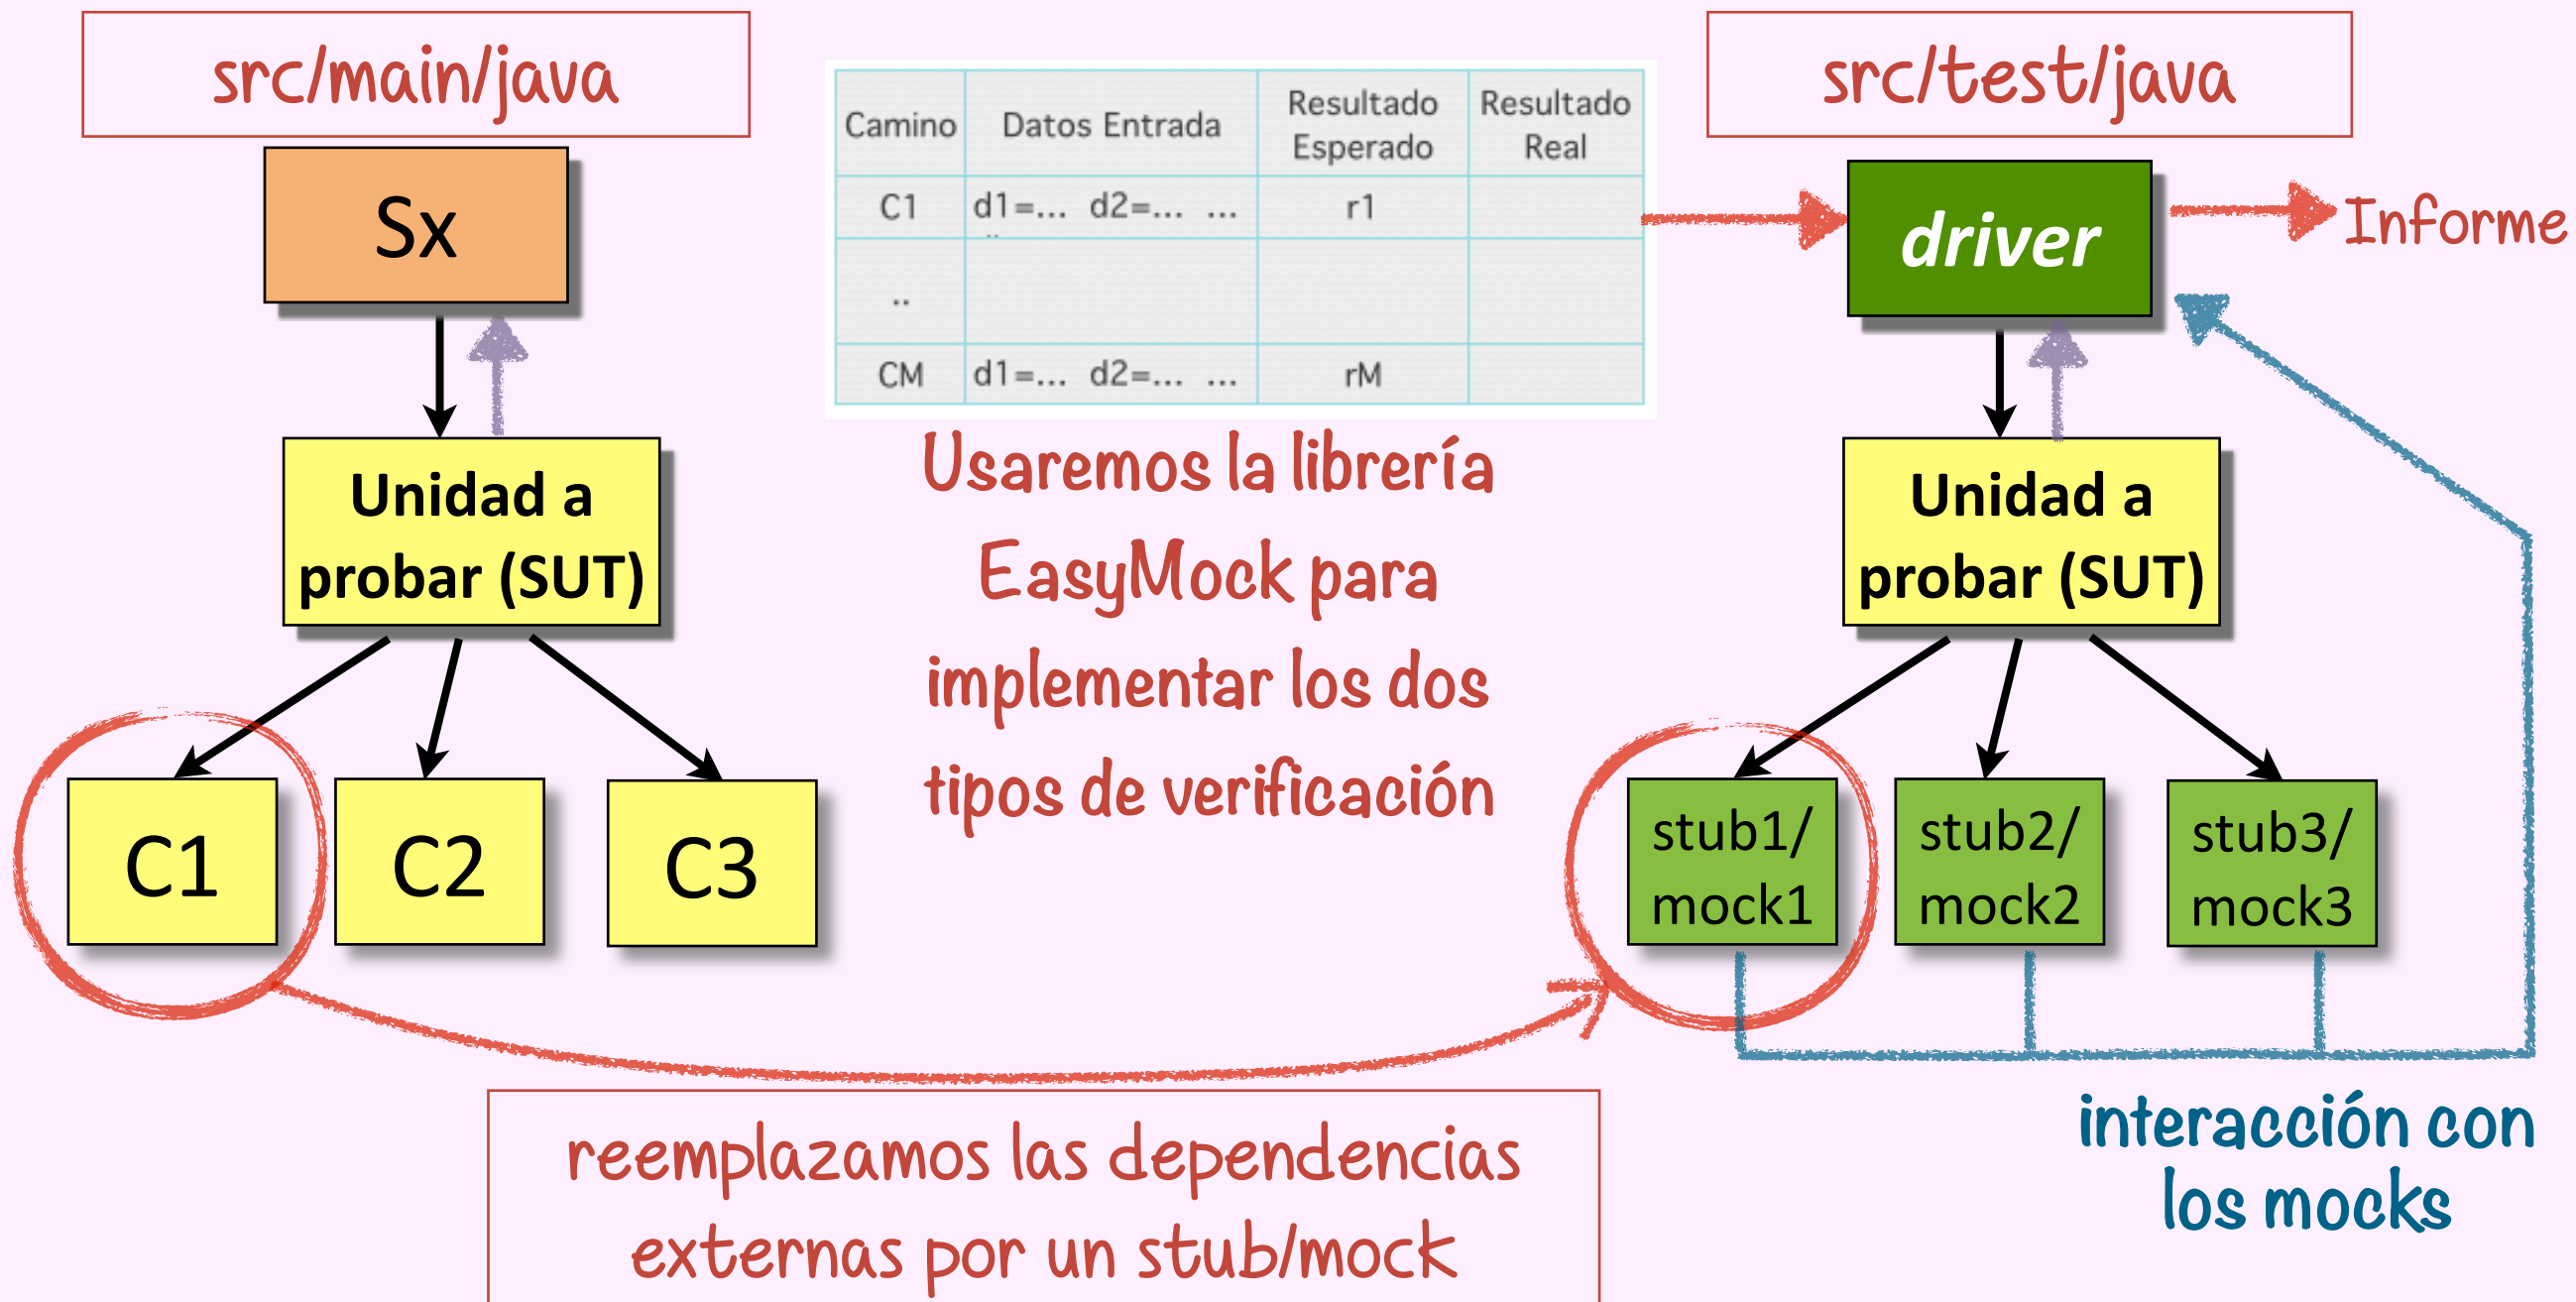 src/main/java
Sx
Unidad a
probar (SUT)
C1
C2
C3
Camino Datos Entrada Resultado Esperado Resultado Real
C1 d1=... d2=... ... r1
..
..
CM d1=... d2=... ... rM
Usaremos la librería
EasyMock para
implementar los dos
tipos de verificación
src/test/java
driver
Informe
Unidad a
probar (SUT)
stub1/
mock1
stub2/
mock2
stub3/
mock3
interacción con
los mocks
reemplazamos las dependencias
externas por un stub/mock